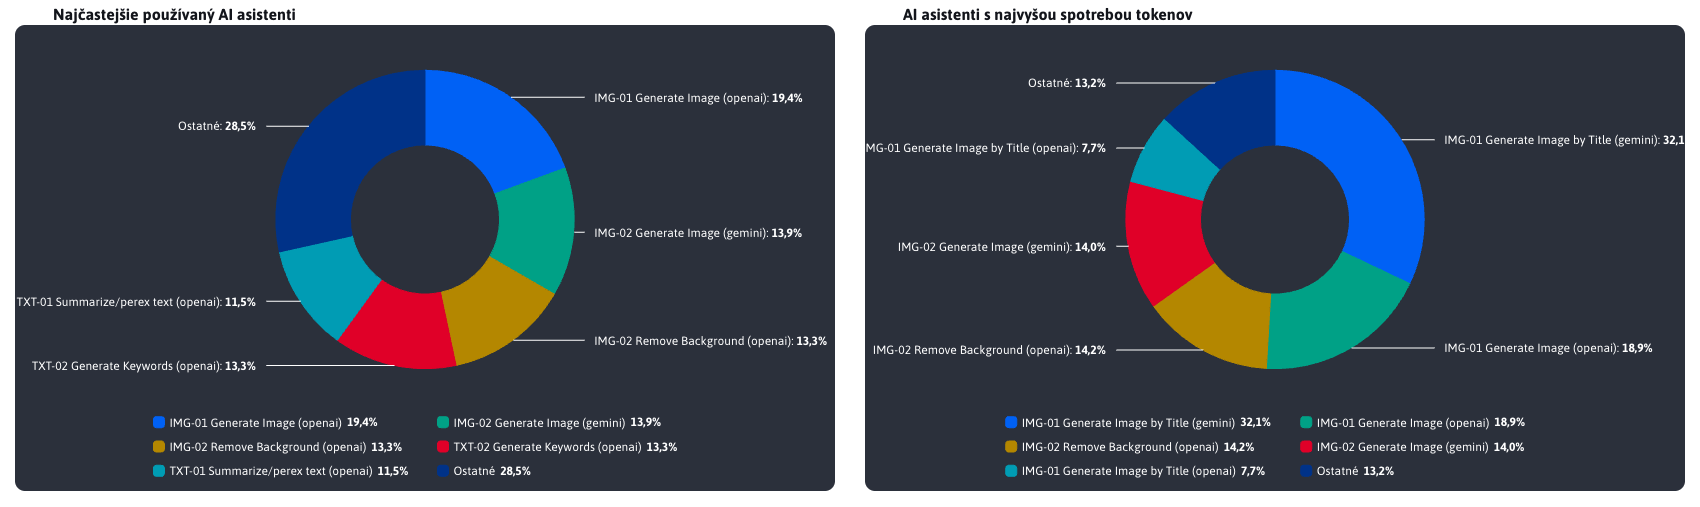 Najčastejšie používaný AI asistenti
IMG-01 Generate Image (openai): 19,4%
Ostatné: 28,5%
IMG-02 Generate Image (gemini): 13,9%
TXT-01 Summarize/perex text (openai): 11,5%
IMG-02 Remove Background (openai): 13,3%
TXT-02 Generate Keywords (openai): 13,3%
IMG-01 Generate Image (openai) 19,4%
IMG-02 Generate Image (gemini) 13,9%
IMG-02 Remove Background (openai) 13,3%
TXT-02 Generate Keywords (openai) 13,3%
TXT-01 Summarize/perex text (openai) 11,5%
Ostatné 28,5%
AI asistenti s najvyšou spotrebou tokenov
Ostatné: 13,2%
IMG-01 Generate Image by Title (gemini): 32,1
MG-01 Generate Image by Title (openai): 7,7%
IMG-02 Generate Image (gemini): 14,0%
IMG-02 Remove Background (openai): 14,2%
IMG-01 Generate Image (openai): 18,9%
IMG-01 Generate Image by Title (gemini) 32,1%
IMG-01 Generate Image (openai) 18,9%
IMG-02 Remove Background (openai) 14,2%
IMG-02 Generate Image (gemini) 14,0%
IMG-01 Generate Image by Title (openai) 7,7%
Ostatné 13,2%